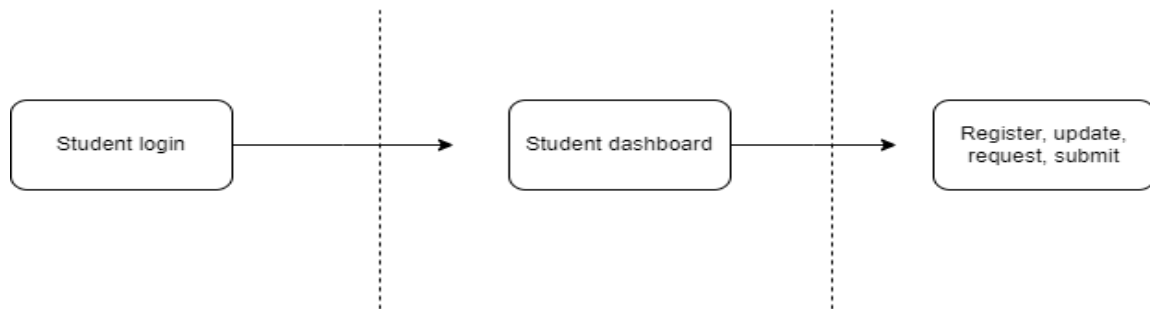 Student login
Student dashboard
Register, update,
request, submit